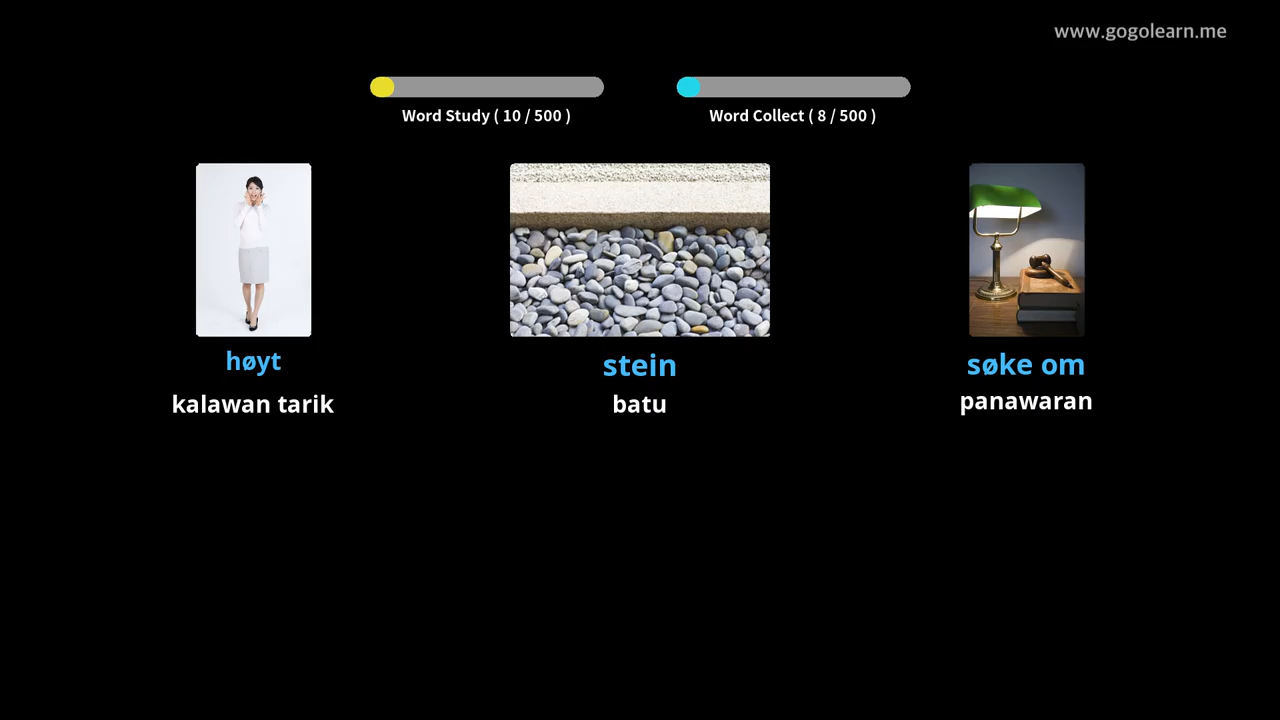 www.gogolearn.me
Word Study ( 10 / 500 )
Word Collect ( 8 / 500 )
høyt
kalawan tarik
stein
batu
søke om
panawaran